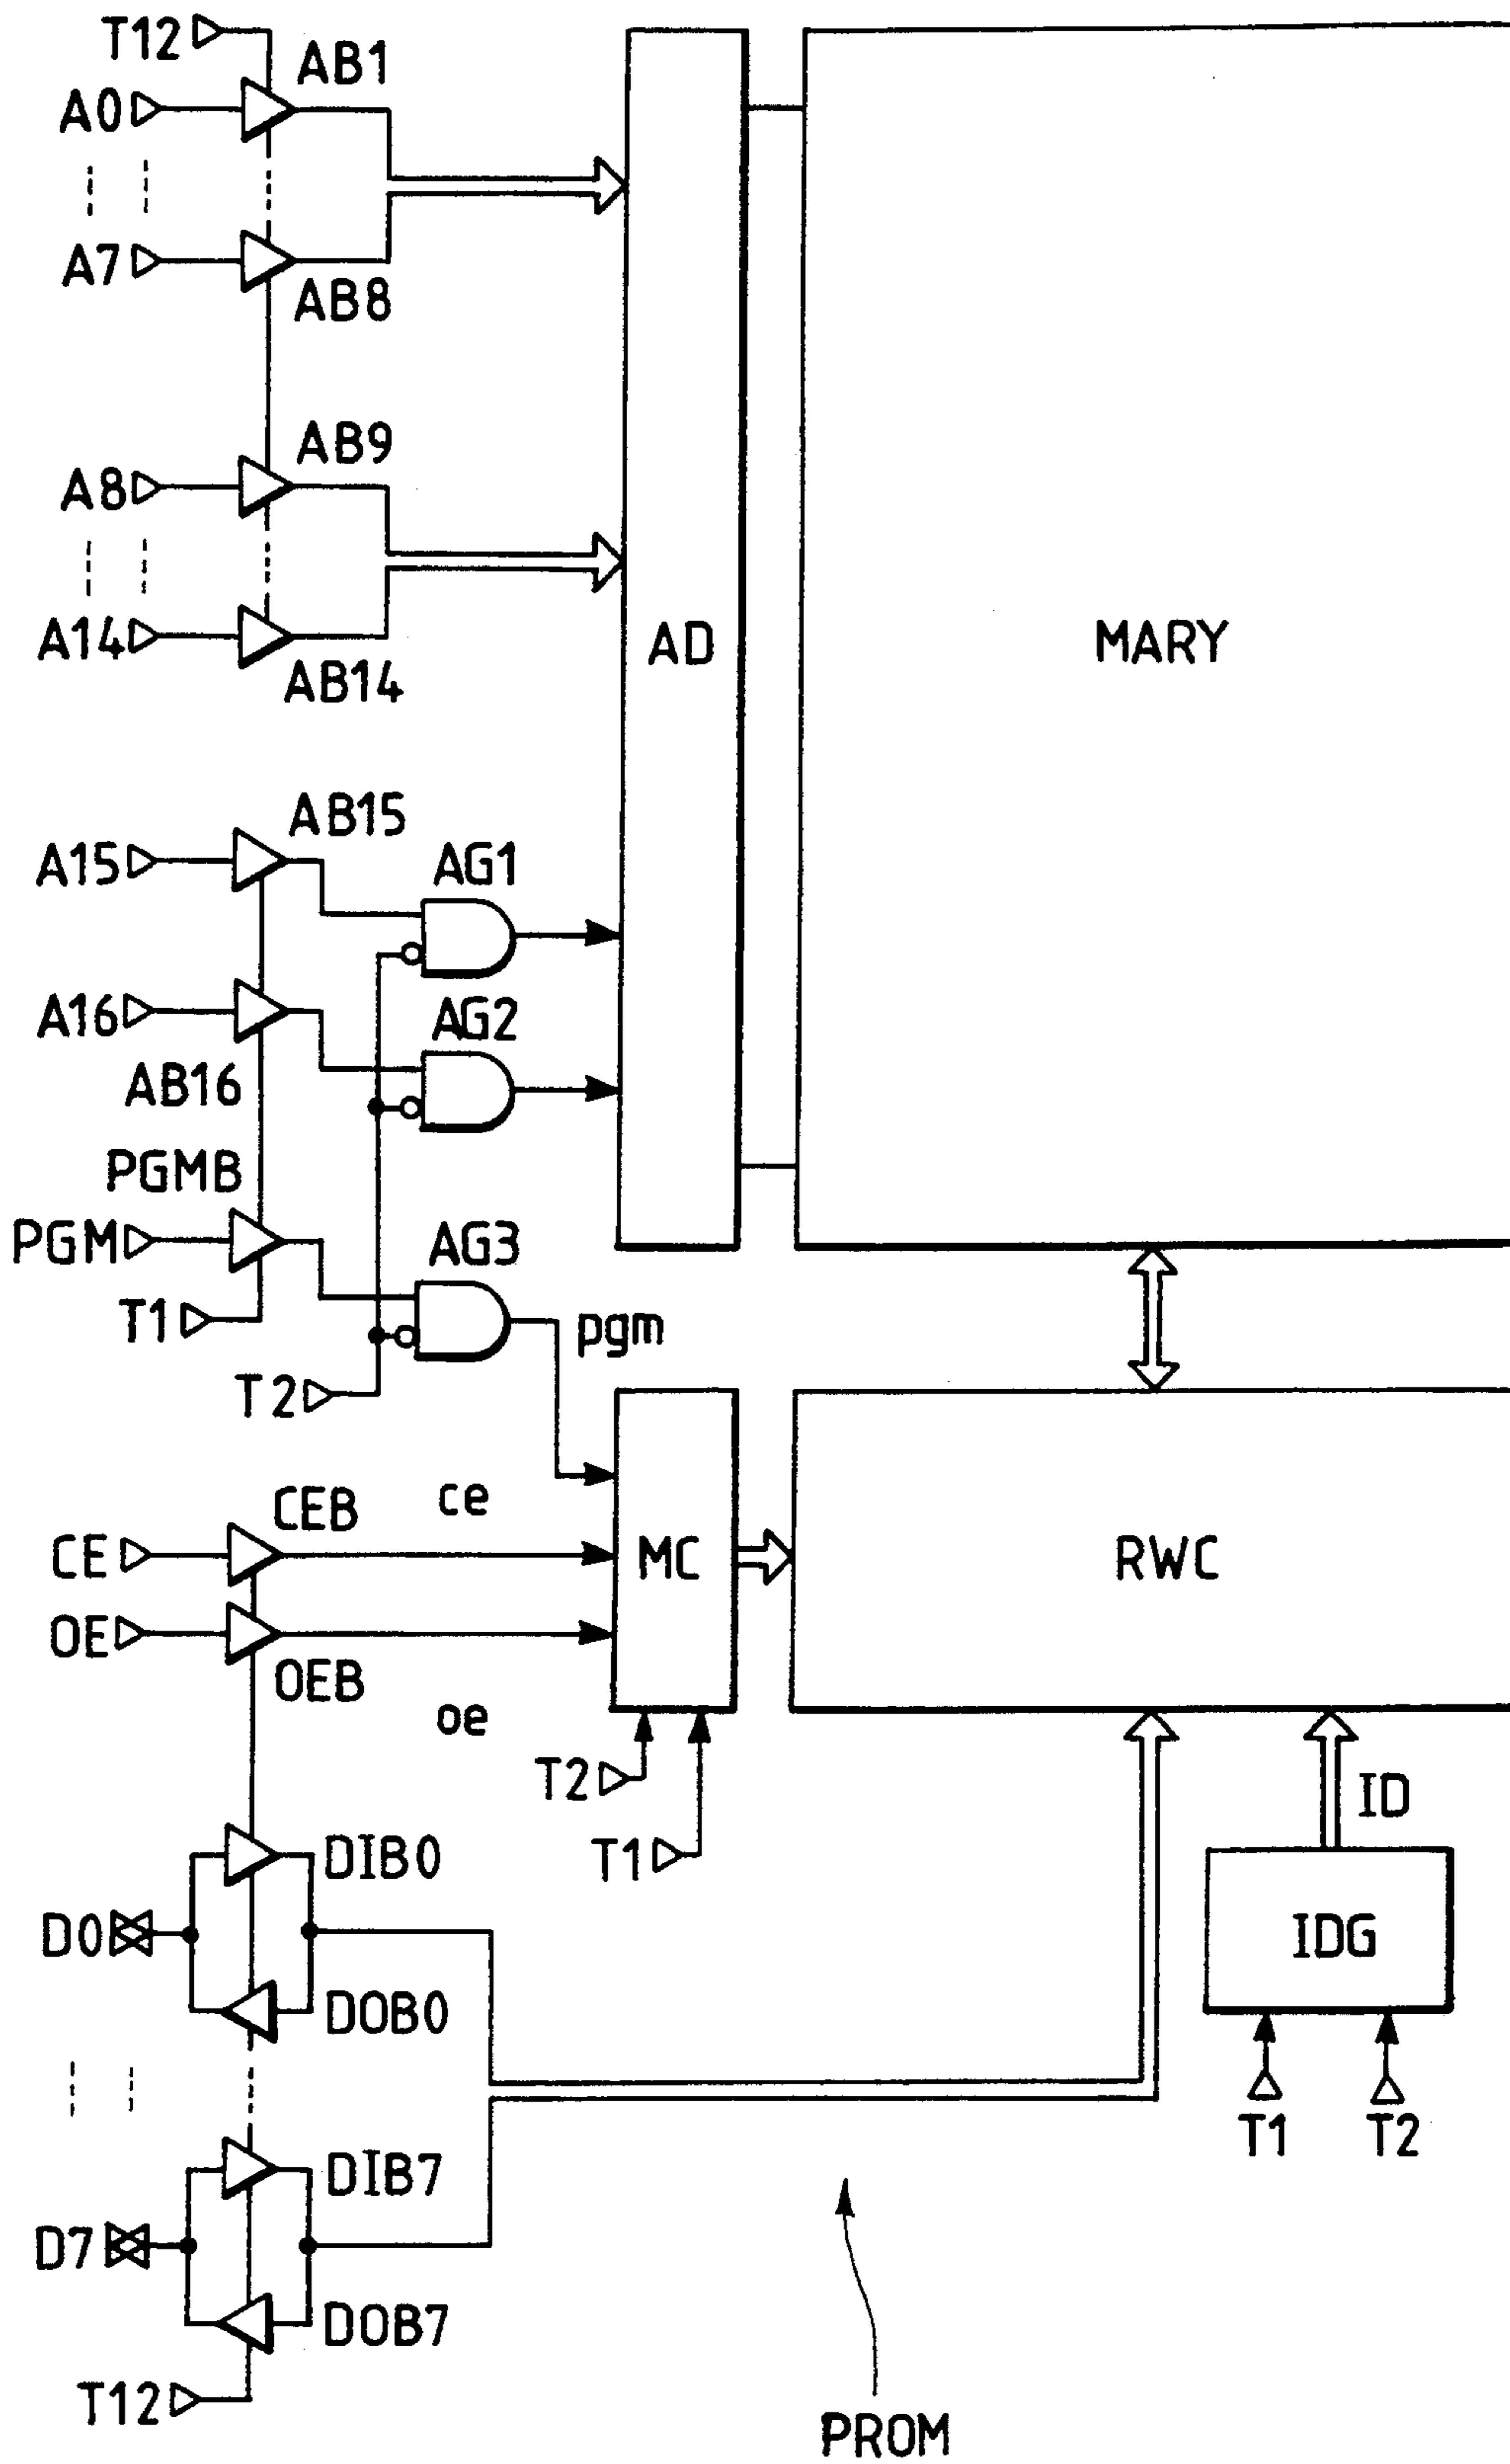 T12
AB1
A0
A7
AB8
AB9
A8
A14
AB14
AD
MARY
AB15
A15
AG1
A16
AG2
AB16
PGMB
PGM
AG3
T1
pgm
T2
CEB
ce
CE
MC
RWC
OE
OEB
oe
T2
ID
T1
DIB0
D0
IDG
DOB0
T1
T2
DIB7
D7
DOB7
T12
PROM